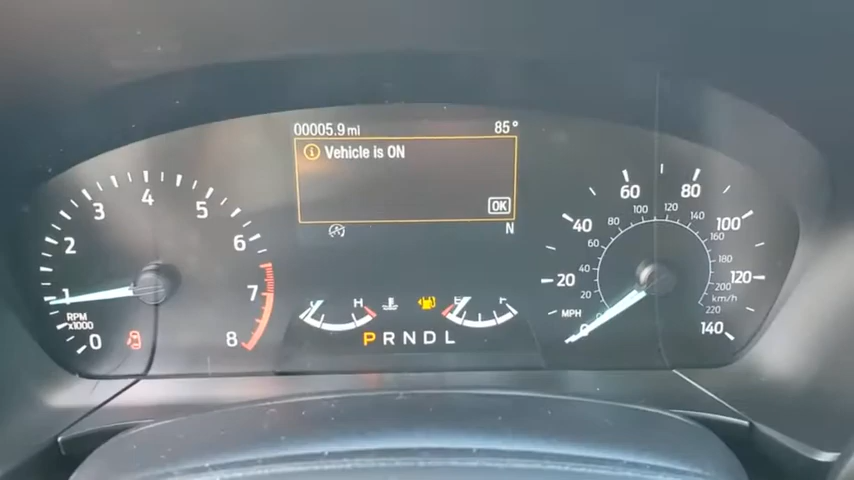 00005.9 mi 85°
Vehicle is ON
OK
N
0 1 2 3 4 5 6 7 8
RPM
x1000
H
E
P R N D L
0 20 40 60 80 100 120 140
MPH
20 40 60 80 100 120 140 160 180 200 220
km/h